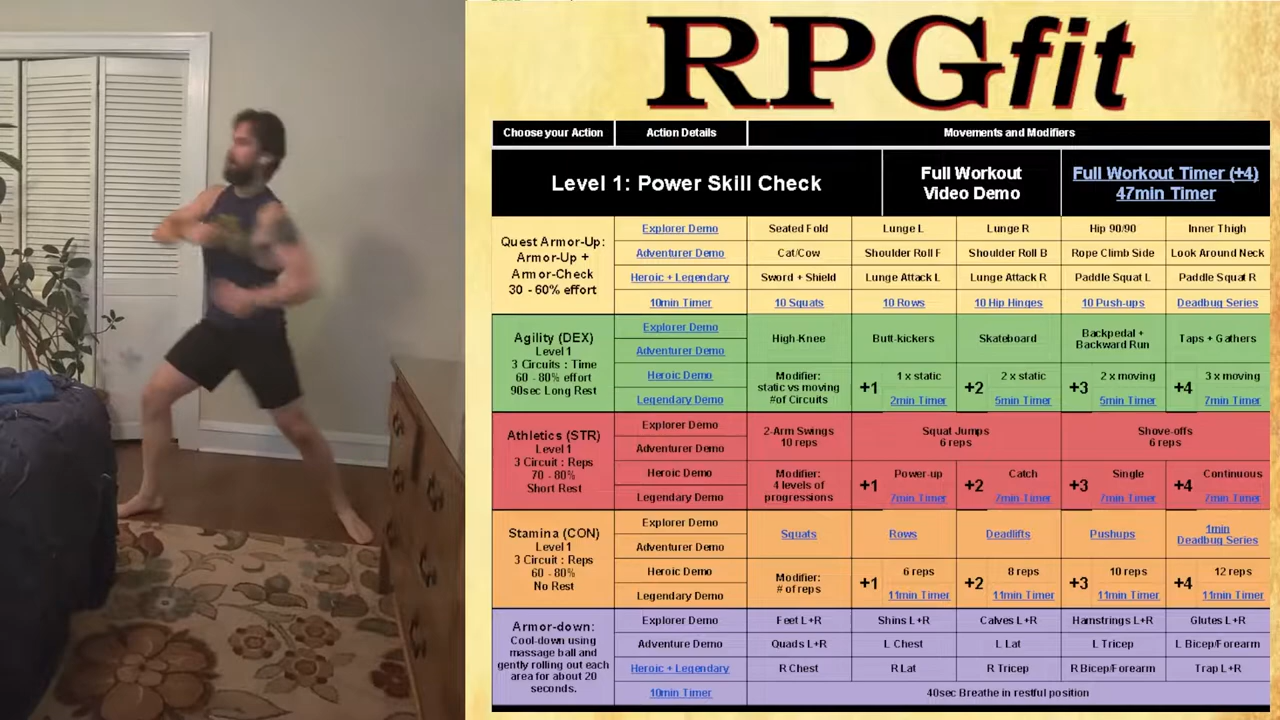 RPGfit
Choose your Action
Action Details
Movements and Modifiers
Level 1: Power Skill Check
Full Workout
Video Demo
Full Workout Timer (+4)
47min Timer
Quest Armor-Up:
Armor-Up +
Armor-Check
30 - 60% effort
Explorer Demo
Seated Fold
Lunge L
Lunge R
Hip 90/90
Inner Thigh
Adventurer Demo
Cat/Cow
Shoulder Roll F
Shoulder Roll B
Rope Climb Side
Look Around Neck
Heroic + Legendary
Sword + Shield
Lunge Attack L
Lunge Attack R
Paddle Squat L
Paddle Squat R
10min Timer
10 Squats
10 Rows
10 Hip Hinges
10 Push-ups
Deadbug Series
Agility (DEX)
Level 1
3 Circuits : Time
60 - 80% effort
90sec Long Rest
Explorer Demo
Adventurer Demo
High-Knee
Butt-kickers
Skateboard
Backpedal +
Backward Run
Taps + Gathers
Heroic Demo
Legendary Demo
Modifier:
static vs moving
#of Circuits
+1
1 x static
2min Timer
+2
2 x static
5min Timer
+3
2 x moving
5min Timer
+4
3 x moving
7min Timer
Athletics (STR)
Level 1
3 Circuit : Reps
70 - 80%
Short Rest
Explorer Demo
Adventurer Demo
2-Arm Swings
10 reps
Squat Jumps
6 reps
Shove-offs
6 reps
Heroic Demo
Legendary Demo
Modifier:
4 levels of
progressions
+1
Power-up
7min Timer
+2
Catch
7min Timer
+3
Single
7min Timer
+4
Continuous
7min Timer
Stamina (CON)
Level 1
3 Circuit : Reps
60 - 80%
No Rest
Explorer Demo
Adventurer Demo
Squats
Rows
Deadlifts
Pushups
1min
Deadbug Series
Heroic Demo
Legendary Demo
Modifier:
# of reps
+1
6 reps
11min Timer
+2
8 reps
11min Timer
+3
10 reps
11min Timer
+4
12 reps
11min Timer
Armor-down:
Cool-down using
massage ball and
gently rolling out each
area for about 20
seconds.
Explorer Demo
Feet L+R
Shins L+R
Calves L+R
Hamstrings L+R
Glutes L+R
Adventure Demo
Quads L+R
L Chest
L Lat
L Tricep
L Bicep/Forearm
Heroic + Legendary
R Chest
R Lat
R Tricep
R Bicep/Forearm
Trap L+R
10min Timer
40sec Breathe in restful position